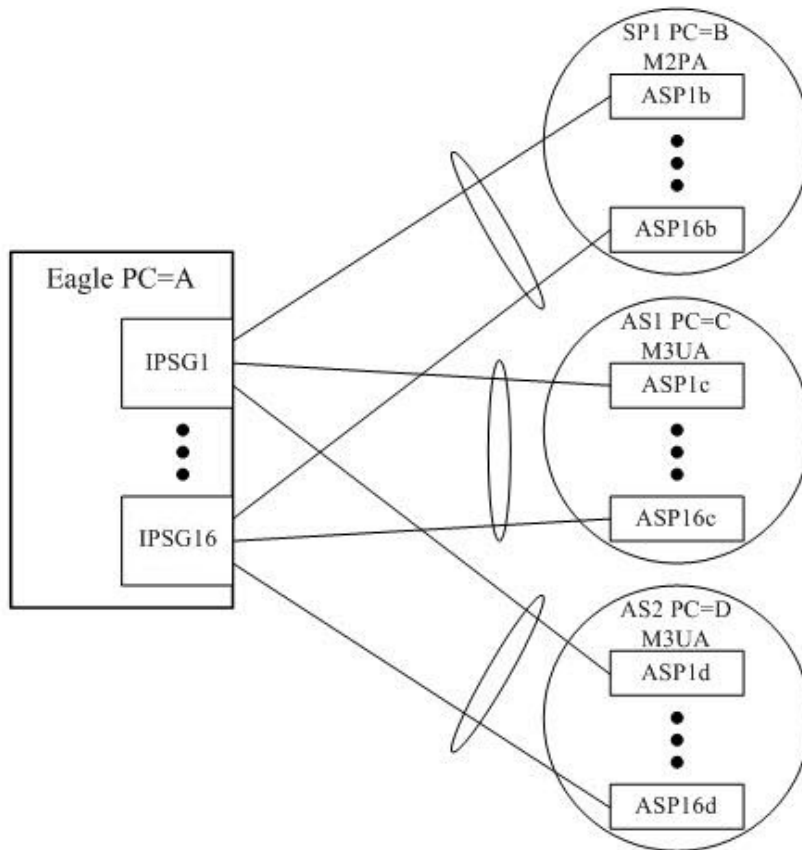 SP1 PC=B
M2PA
ASP1b
ASP16b
Eagle PC=A
IPSG1
IPSG16
AS1 PC=C
M3UA
ASP1c
ASP16c
AS2 PC=D
M3UA
ASP1d
ASP16d